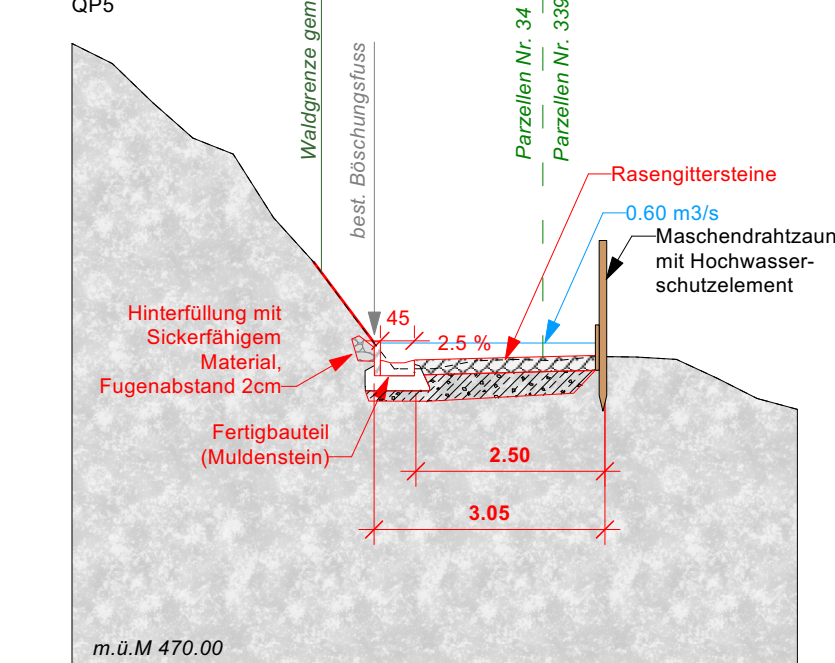 QP5
Waldgrenze gem
best. Böschungsfuss
Parzellen Nr. 34
Parzellen Nr. 339
Rasengittersteine
0.60 m3/s
Maschendrahtzaun
mit Hochwasser-
schutzelement
Hinterfüllung mit
Sickerfähigem
Material,
Fugenabstand 2cm
45
2.5 %
Fertigbauteil
(Muldenstein)
2.50
3.05
m.ü.M 470.00